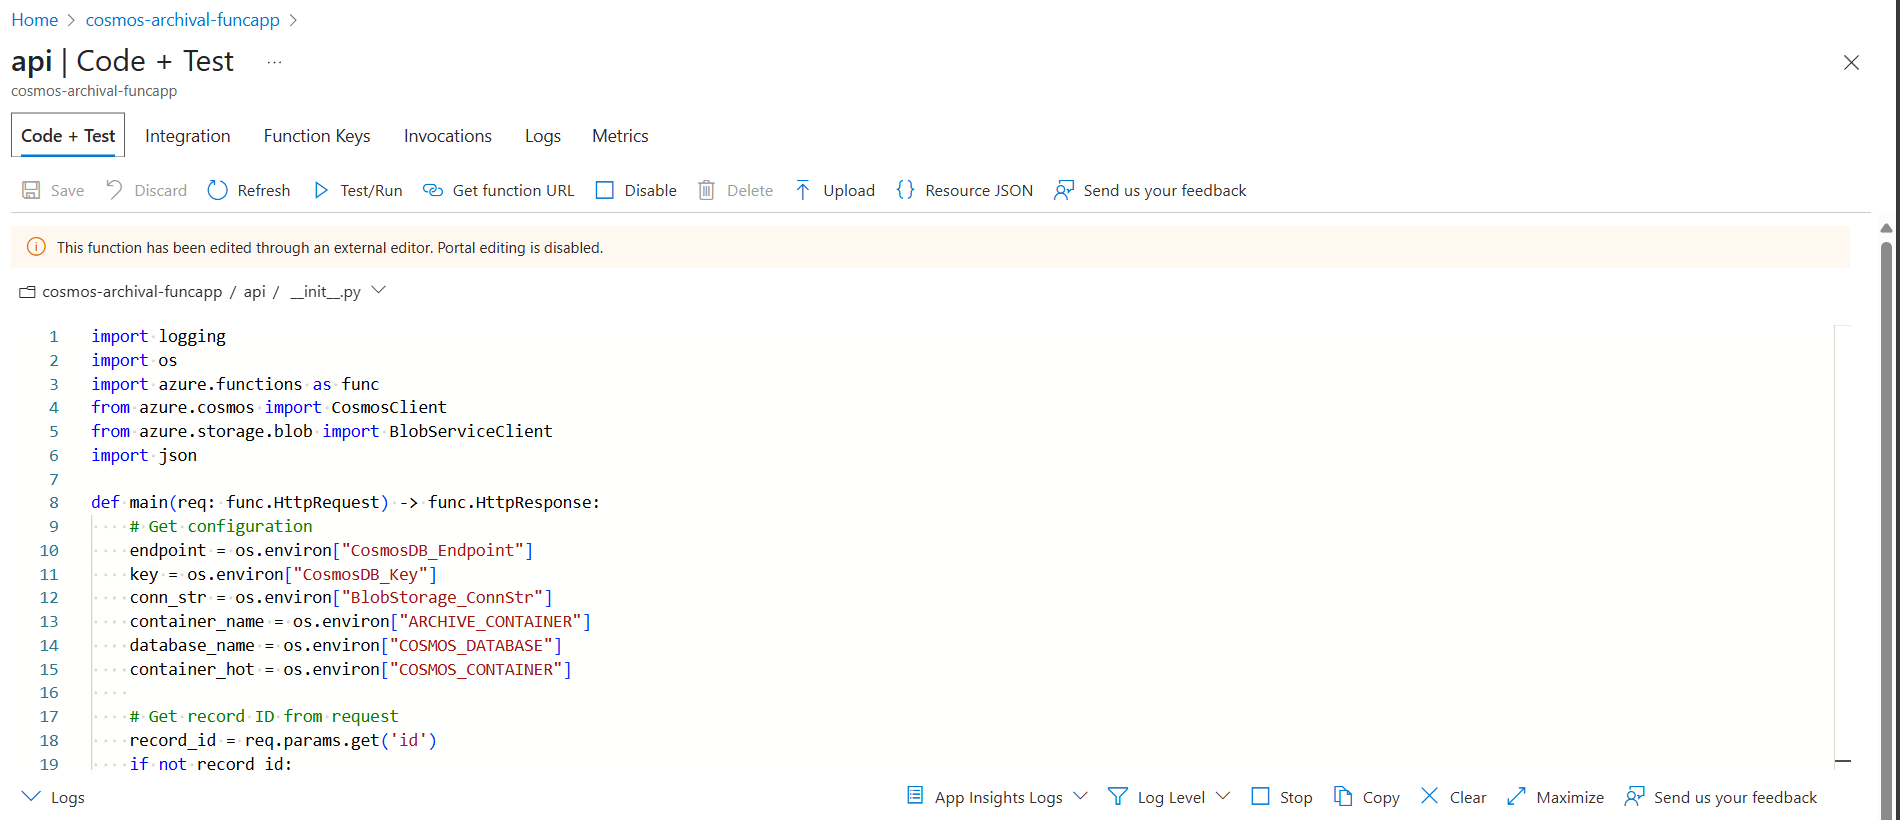 Home > cosmos-archival-funcapp >
api | Code + Test ...
cosmos-archival-funcapp
Code + Test Integration Function Keys Invocations Logs Metrics
Save Discard Refresh Test/Run Get function URL Disable Delete Upload {} Resource JSON Send us your feedback
This function has been edited through an external editor. Portal editing is disabled.
cosmos-archival-funcapp / api / __init__.py
1 import logging
2 import os
3 import azure.functions as func
4 from azure.cosmos import CosmosClient
5 from azure.storage.blob import BlobServiceClient
6 import json
7
8 def main(req: func.HttpRequest) -> func.HttpResponse:
9     # Get configuration
10     endpoint = os.environ["CosmosDB_Endpoint"]
11     key = os.environ["CosmosDB_Key"]
12     conn_str = os.environ["BlobStorage_ConnStr"]
13     container_name = os.environ["ARCHIVE_CONTAINER"]
14     database_name = os.environ["COSMOS_DATABASE"]
15     container_hot = os.environ["COSMOS_CONTAINER"]
16
17     # Get record ID from request
18     record_id = req.params.get('id')
19     if not record id:
Logs App Insights Logs Log Level Stop Copy Clear Maximize Send us your feedback